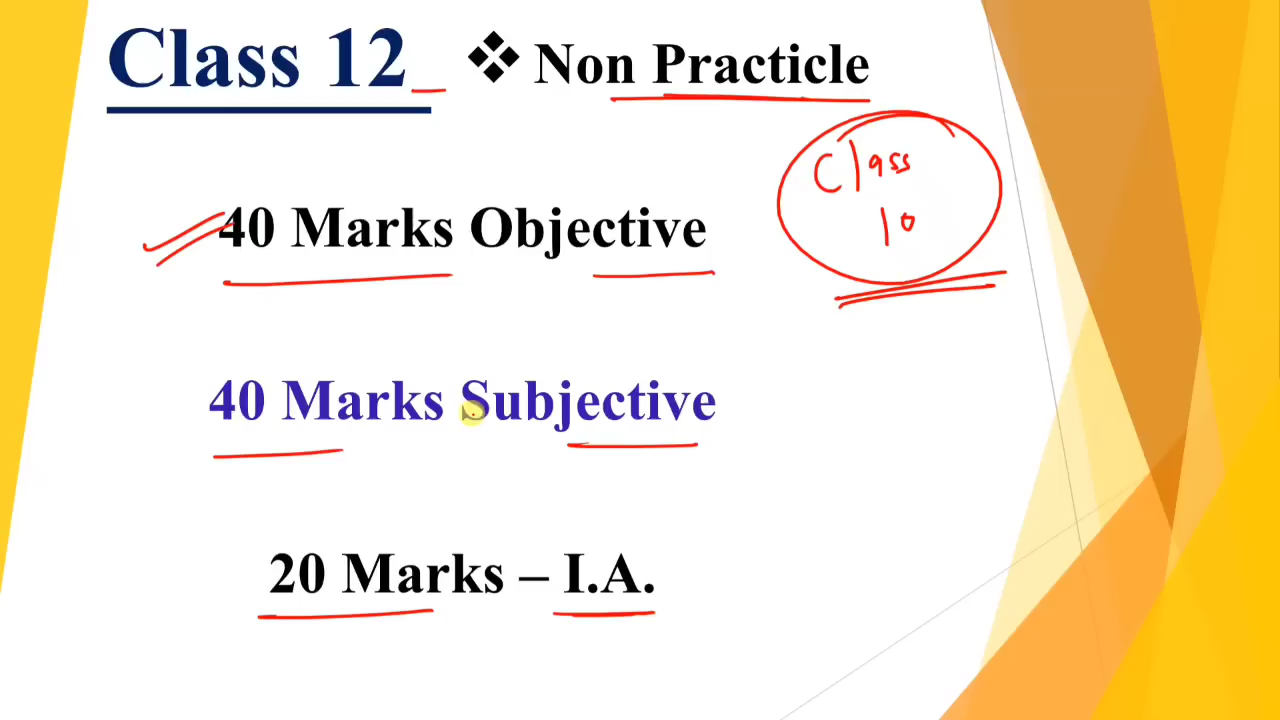 Class 12 ❖ Non Practicle
Class
10
40 Marks Objective
40 Marks Subjective
20 Marks – I.A.